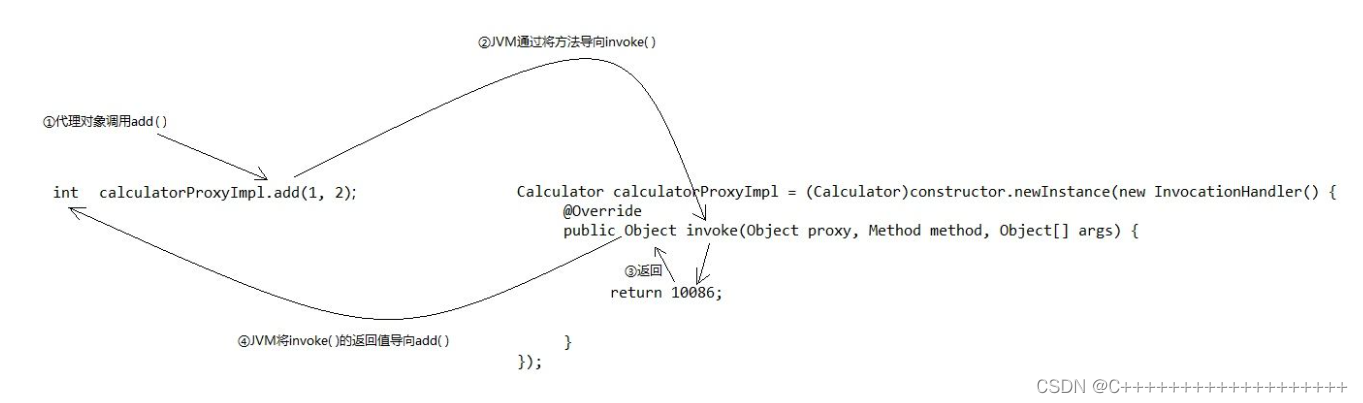 ②JVM通过将方法导向invoke()
①代理对象调用add()
int calculatorProxyImpl.add(1, 2);
Calculator calculatorProxyImpl = (Calculator)constructor.newInstance(new InvocationHandler() {
@Override
public Object invoke(Object proxy, Method method, Object[] args) {
③返回
return 10086;
④JVM将invoke()的返回值导向add()
}
});
CSDN @C++++++++++++++++++++